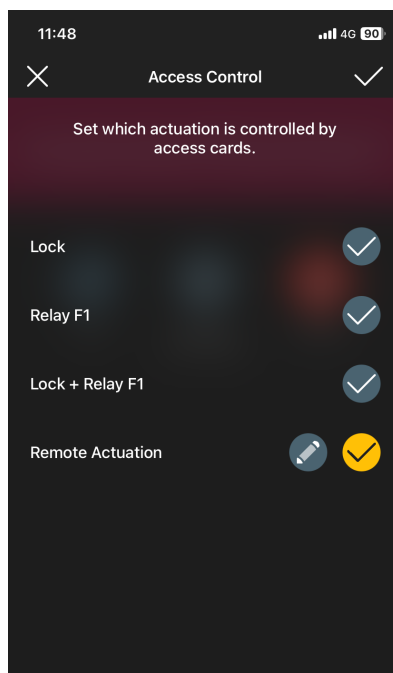 11:48
4G 90
Access Control
Set which actuation is controlled by
access cards.
Lock
Relay F1
Lock + Relay F1
Remote Actuation